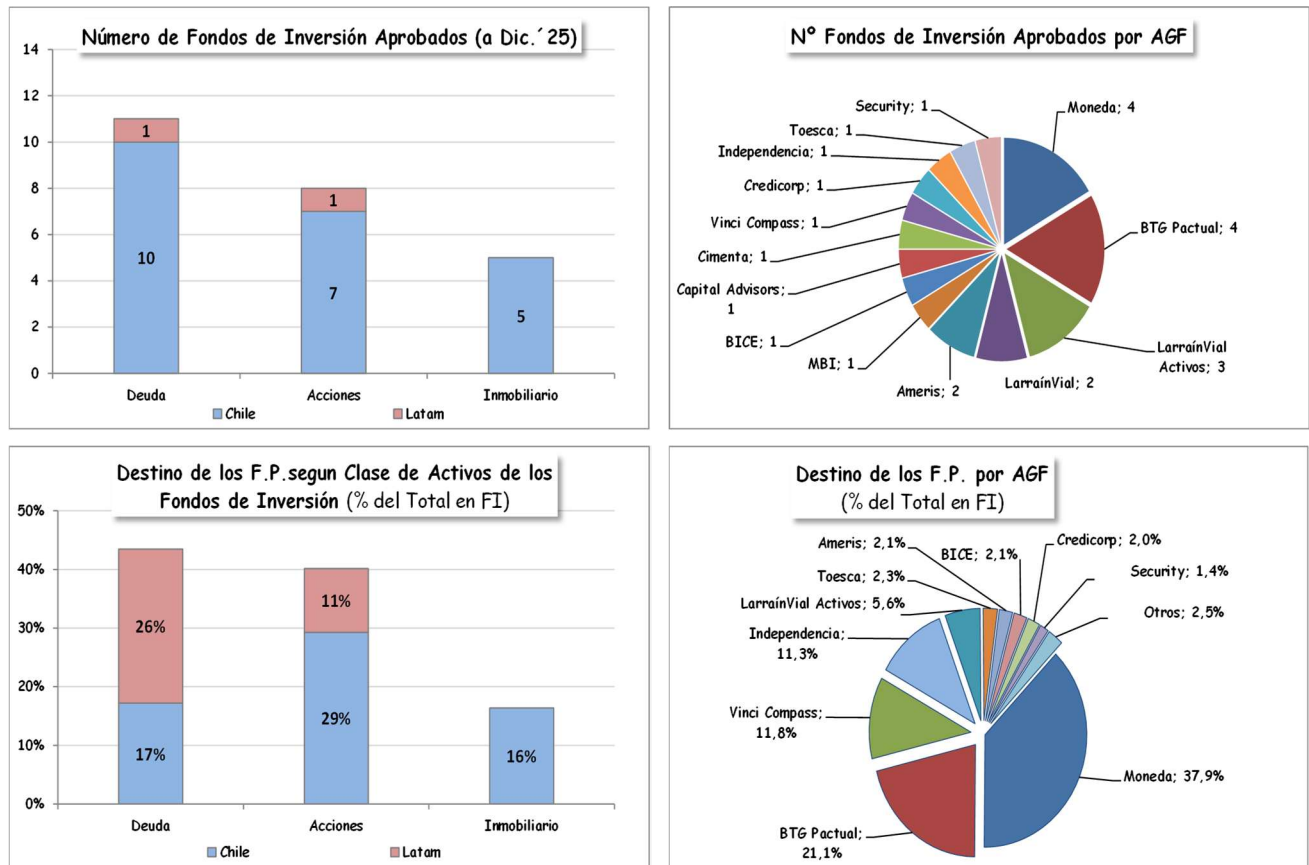 Número de Fondos de Inversión Aprobados (a Dic.´25)
14
12
10
8
6
4
2
0
1
10
1
7
5
Deuda
Acciones
Inmobiliario
Chile
Latam
Nº Fondos de Inversión Aprobados por AGF
Security; 1
Moneda; 4
Toesca; 1
Independencia; 1
Credicorp; 1
BTG Pactual; 4
Vinci Compass; 1
Cimenta; 1
Capital Advisors;
1
BICE; 1
MBI; 1
Ameris; 2
LarraínVial; 2
LarraínVial
Activos; 3
Destino de los F.P.segun Clase de Activos de los
Fondos de Inversión (% del Total en FI)
50%
40%
30%
20%
10%
0%
26%
17%
11%
29%
16%
Deuda
Acciones
Inmobiliario
Chile
Latam
Destino de los F.P. por AGF
(% del Total en FI)
Ameris; 2,1%
BICE; 2,1%
Credicorp; 2,0%
Toesca; 2,3%
Security; 1,4%
LarraínVial Activos; 5,6%
Otros; 2,5%
Independencia;
11,3%
Vinci Compass;
11,8%
Moneda; 37,9%
BTG Pactual;
21,1%